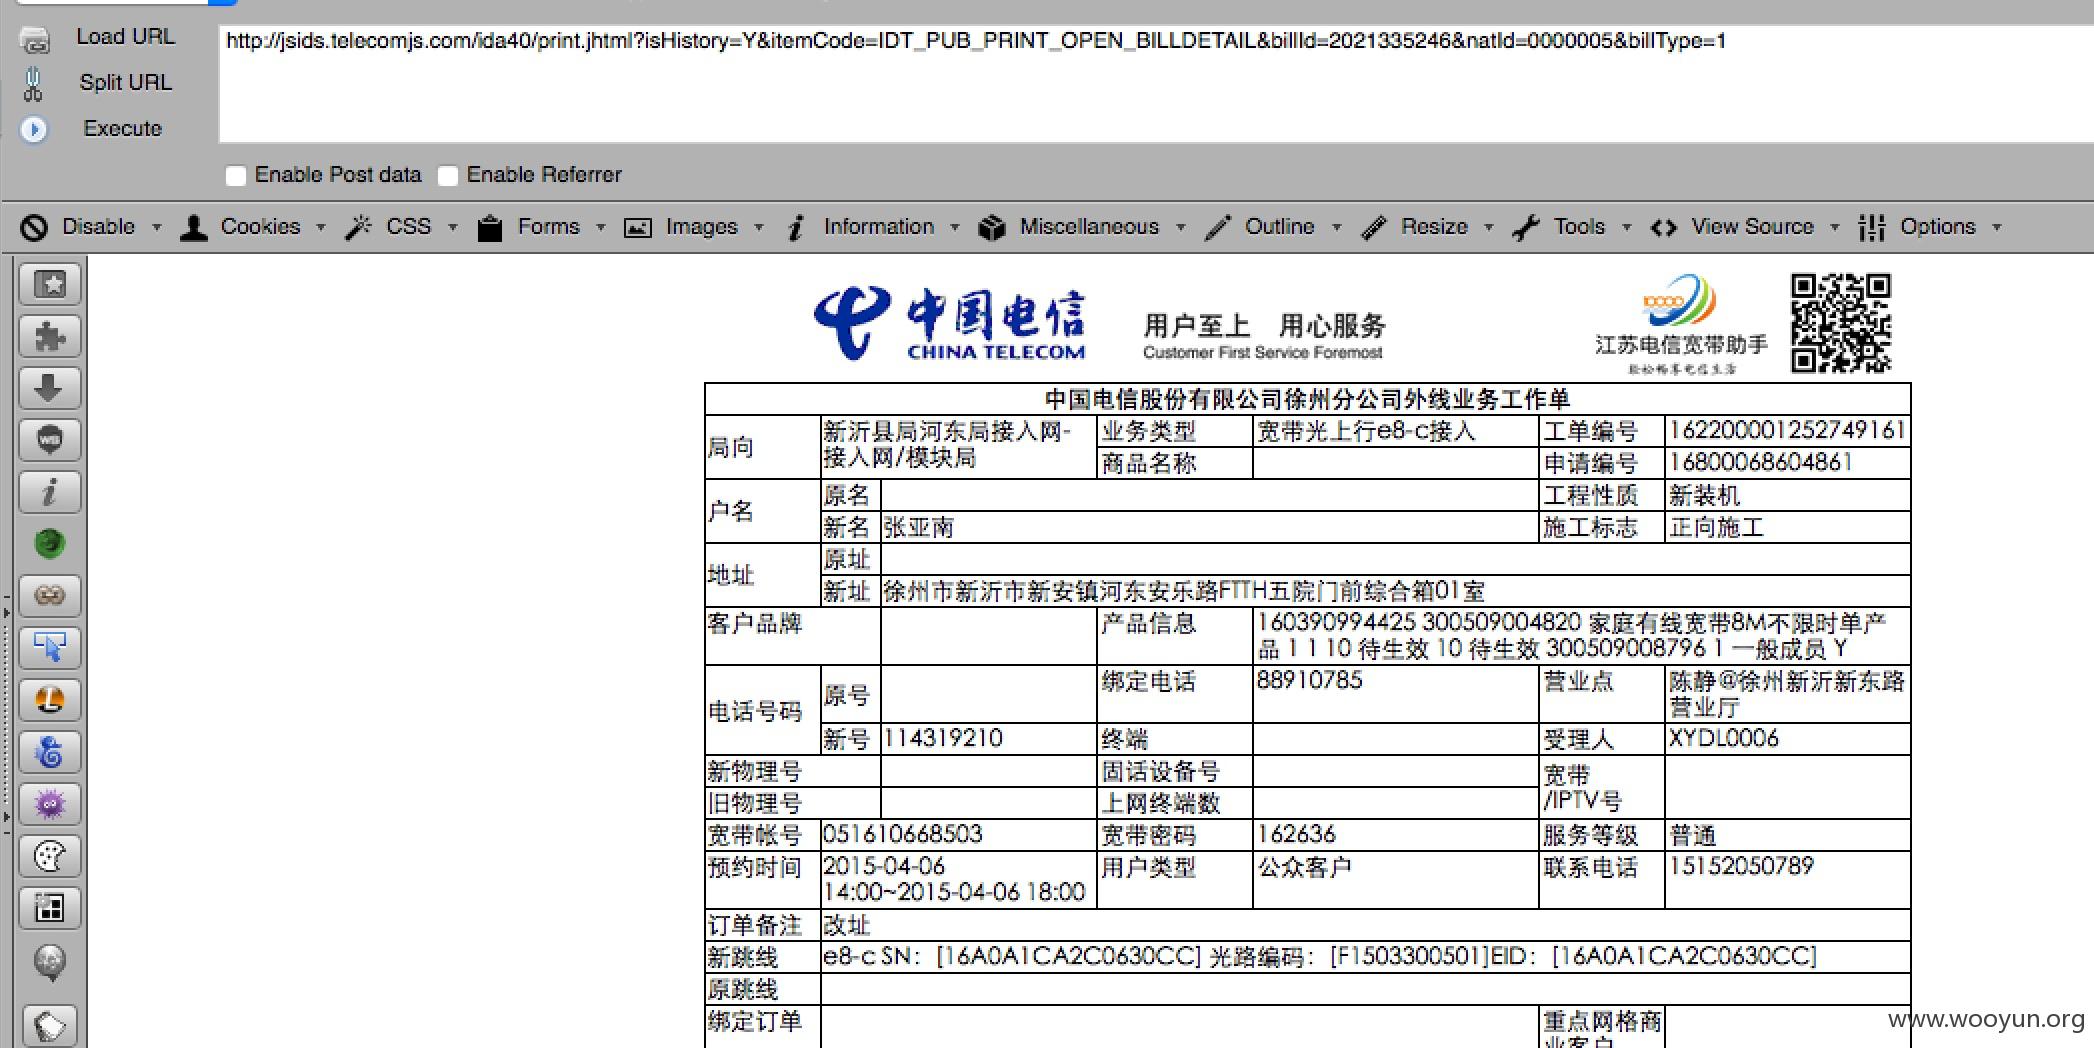 Load URL
http://jsids.telecomjs.com/ida40/print.jhtml?isHistory=Y&itemCode=IDT_PUB_PRINT_OPEN_BILLDETAIL&billId=2021335246&natId=0000005&billType=1
Split URL
Execute
Enable Post data Enable Referrer
Disable Cookies CSS Forms Images Information Miscellaneous Outline Resize Tools View Source Options
中国电信
CHINA TELECOM
用户至上 用心服务
Customer First Service Foremost
10000
江苏电信宽带助手
轻松畅享电信生活
中国电信股份有限公司徐州分公司外线业务工作单
局向 新沂县局河东局接入网-接入网/模块局 业务类型 宽带光上行e8-c接入 工单编号 162200001252749161
商品名称 申请编号 16800068604861
户名 原名 工程性质 新装机
新名 张亚南 施工标志 正向施工
地址 原址
新址 徐州市新沂市新安镇河东安乐路FTTH五院门前综合箱01室
客户品牌 产品信息 160390994425 300509004820 家庭有线宽带8M不限时单产
品 1 1 10 待生效 10 待生效 300509008796 1 一般成员 Y
电话号码 原号 绑定电话 88910785 营业点 陈静@徐州新沂新东路营业厅
新号 114319210 终端 受理人 XYDL0006
新物理号 固话设备号 宽带/IPTV号
旧物理号 上网终端数
宽带帐号 051610668503 宽带密码 162636 服务等级 普通
预约时间 2015-04-06 14:00~2015-04-06 18:00 用户类型 公众客户 联系电话 15152050789
订单备注 改址
新跳线 e8-c SN：[16A0A1CA2C0630CC] 光路编码：[F1503300501]EID：[16A0A1CA2C0630CC]
原跳线
绑定订单 重点网格商
业客户
www.wooyun.org